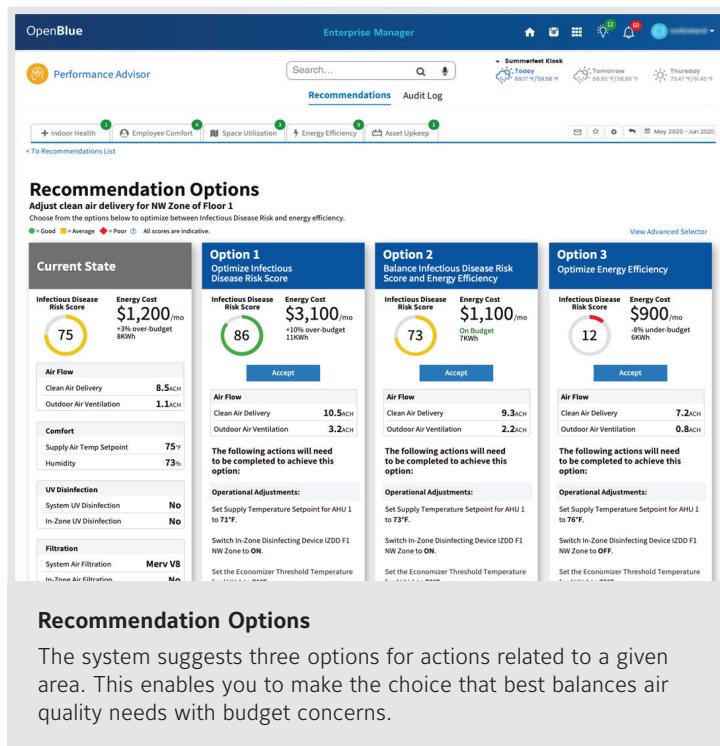 OpenBlue
Enterprise Manager
12
60
Performance Advisor
Search...
Summerfest Kiosk
Today
Tomorrow
Thursday
Recommendations Audit Log
Indoor Health
Employee Comfort
4
Space Utilization
3
Energy Efficiency
Asset Upkeep
2
May 2020 - Jun 2020
<To Recommendations List
Recommendation Options
Adjust clean air delivery for NW Zone of Floor 1
Choose from the options below to optimize between Infectious Disease Risk and energy efficiency.
= Good = Average = Poor ? All scores are indicative.
View Advanced Selector
Current State
Infectious Disease
Risk Score
75
Energy Cost
$1,200/mo
+3% over-budget
8KWh
Air Flow
Clean Air Delivery 8.5ACH
Outdoor Air Ventilation 1.1ACH
Comfort
Supply Air Temp Setpoint 75°F
Humidity 73%
UV Disinfection
System UV Disinfection No
In-Zone UV Disinfection No
Filtration
System Air Filtration Merv V8
In-Zone Air Filtration No
Option 1
Optimize Infectious
Disease Risk Score
Infectious Disease
Risk Score
86
Energy Cost
$3,100/mo
+10% over-budget
11KWh
Accept
Air Flow
Clean Air Delivery 10.5ACH
Outdoor Air Ventilation 3.2ACH
The following actions will need
to be completed to achieve this
option:
Operational Adjustments:
Set Supply Temperature Setpoint for AHU 1
to 71°F.
Switch In-Zone Disinfecting Device IZDD F1
NW Zone to ON.
Set the Economizer Threshold Temperature
Option 2
Balance Infectious Disease Risk
Score and Energy Efficiency
Infectious Disease
Risk Score
73
Energy Cost
$1,100/mo
On Budget
7KWh
Accept
Air Flow
Clean Air Delivery 9.3ACH
Outdoor Air Ventilation 2.2ACH
The following actions will need
to be completed to achieve this
option:
Operational Adjustments:
Set Supply Temperature Setpoint for AHU 1
to 73°F.
Switch In-Zone Disinfecting Device IZDD F1
NW Zone to ON.
Set the Economizer Threshold Temperature
Option 3
Optimize Energy Efficiency
Infectious Disease
Risk Score
12
Energy Cost
$900/mo
-8% under-budget
6KWh
Accept
Air Flow
Clean Air Delivery 7.2ACH
Outdoor Air Ventilation 0.8ACH
The following actions will need
to be completed to achieve this
option:
Operational Adjustments:
Set Supply Temperature Setpoint for AHU 1
to 76°F.
Switch In-Zone Disinfecting Device IZDD F1
NW Zone to OFF.
Set the Economizer Threshold Temperature
Recommendation Options
The system suggests three options for actions related to a given
area. This enables you to make the choice that best balances air
quality needs with budget concerns.